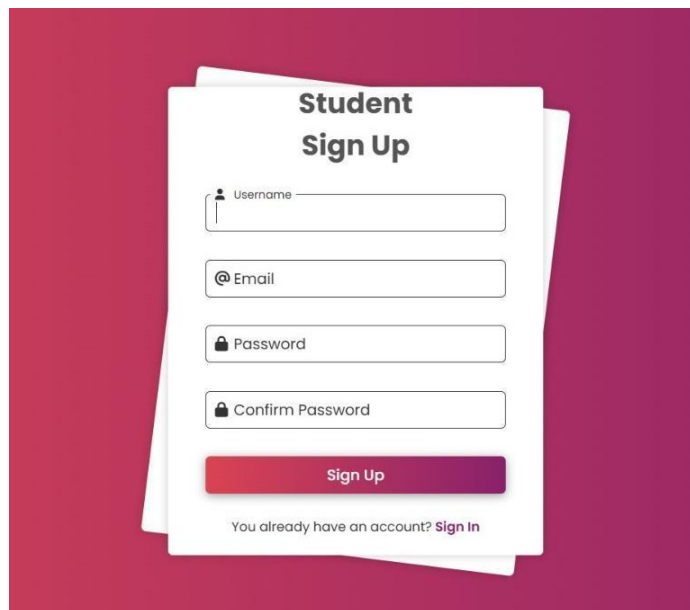 Student
Sign Up
Username
@ Email
Password
Confirm Password
Sign Up
You already have an account? Sign In